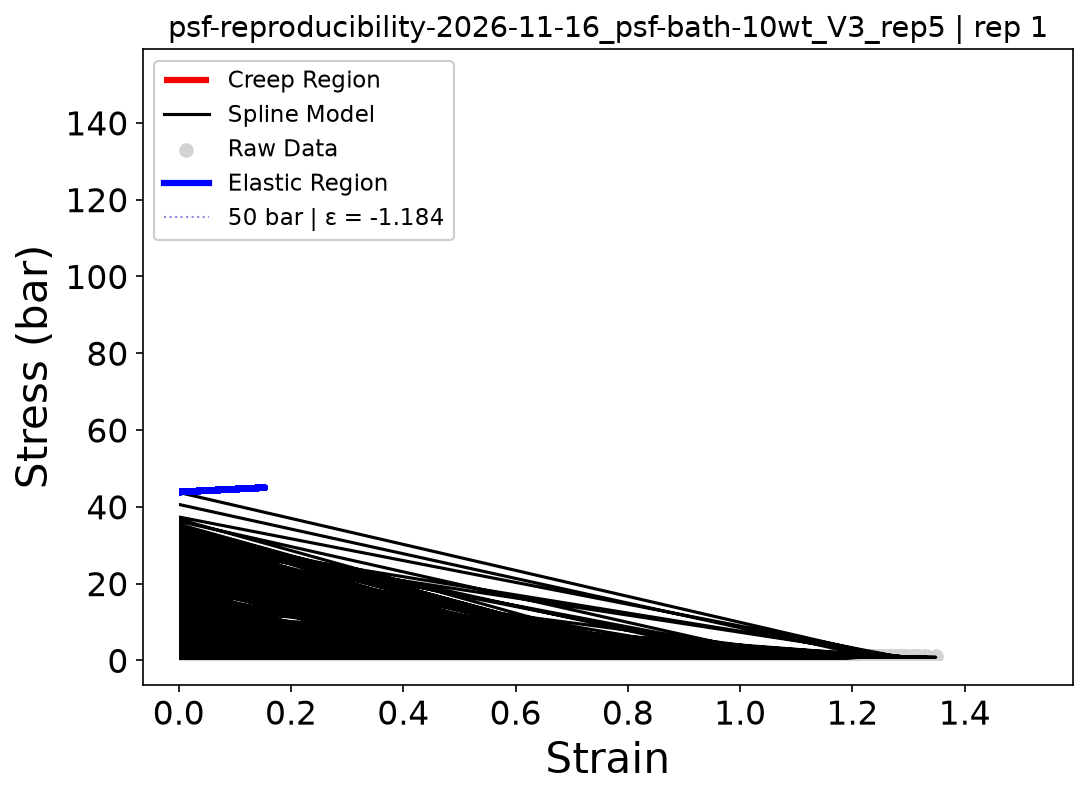 psf-reproducibility-2026-11-16_psf-bath-10wt_V3_rep5 | rep 1
Creep Region
Spline Model
Raw Data
Elastic Region
50 bar | ε = -1.184
Stress (bar)
140
120
100
80
60
40
20
0
0.0 0.2 0.4 0.6 0.8 1.0 1.2 1.4
Strain